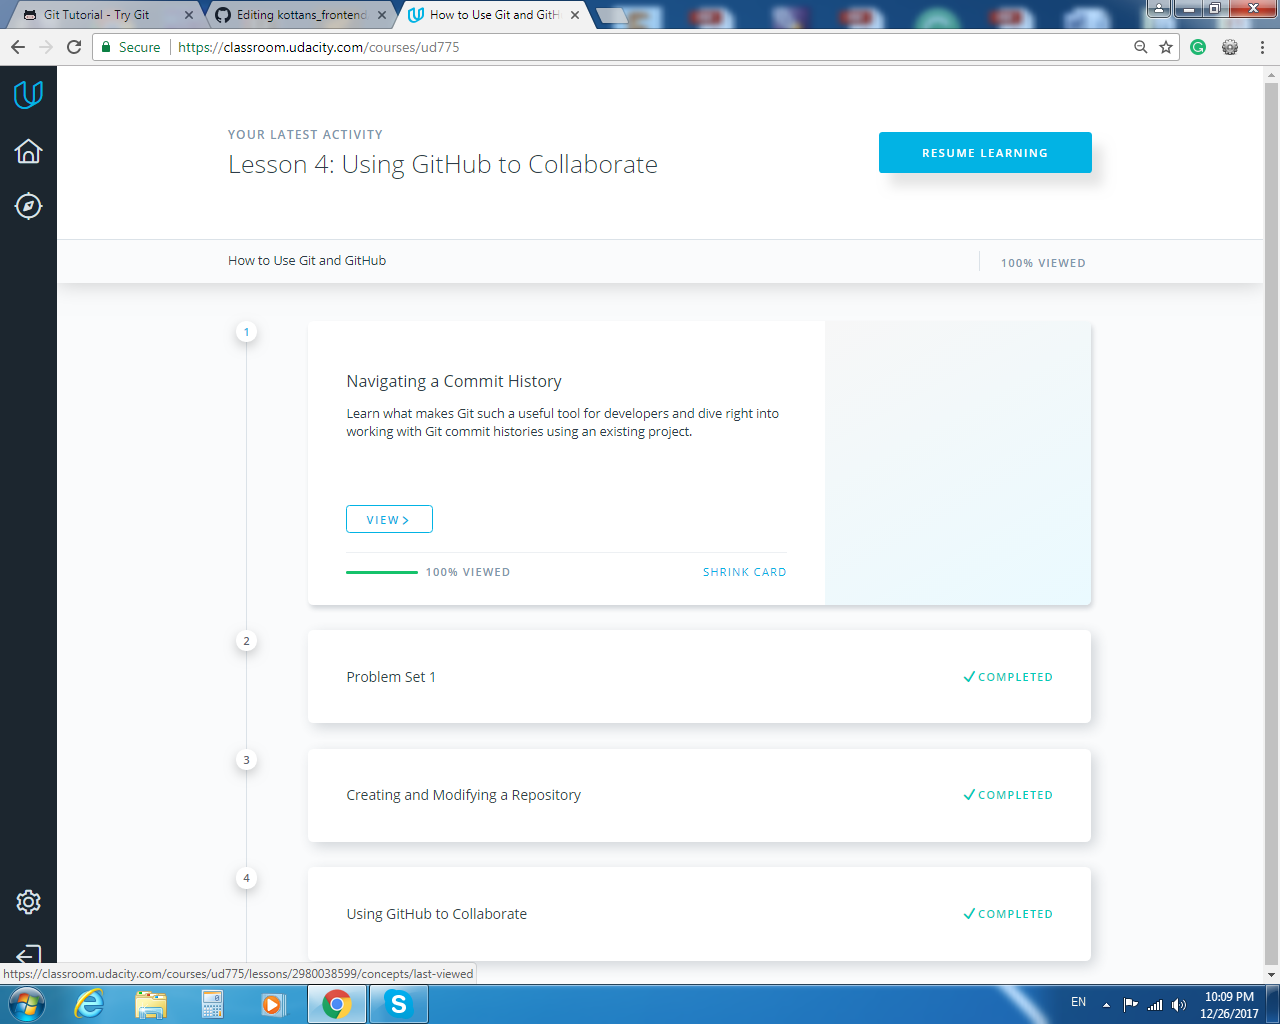 Git Tutorial - Try Git
Editing kottans_frontend
How to Use Git and GitH
Secure
https://classroom.udacity.com/courses/ud775
YOUR LATEST ACTIVITY
Lesson 4: Using GitHub to Collaborate
RESUME LEARNING
How to Use Git and GitHub
100% VIEWED
1
Navigating a Commit History
Learn what makes Git such a useful tool for developers and dive right into
working with Git commit histories using an existing project.
VIEW
100% VIEWED
SHRINK CARD
2
Problem Set 1
COMPLETED
3
Creating and Modifying a Repository
COMPLETED
4
Using GitHub to Collaborate
COMPLETED
https://classroom.udacity.com/courses/ud775/lessons/2980038599/concepts/last-viewed
EN
10:09 PM
12/26/2017